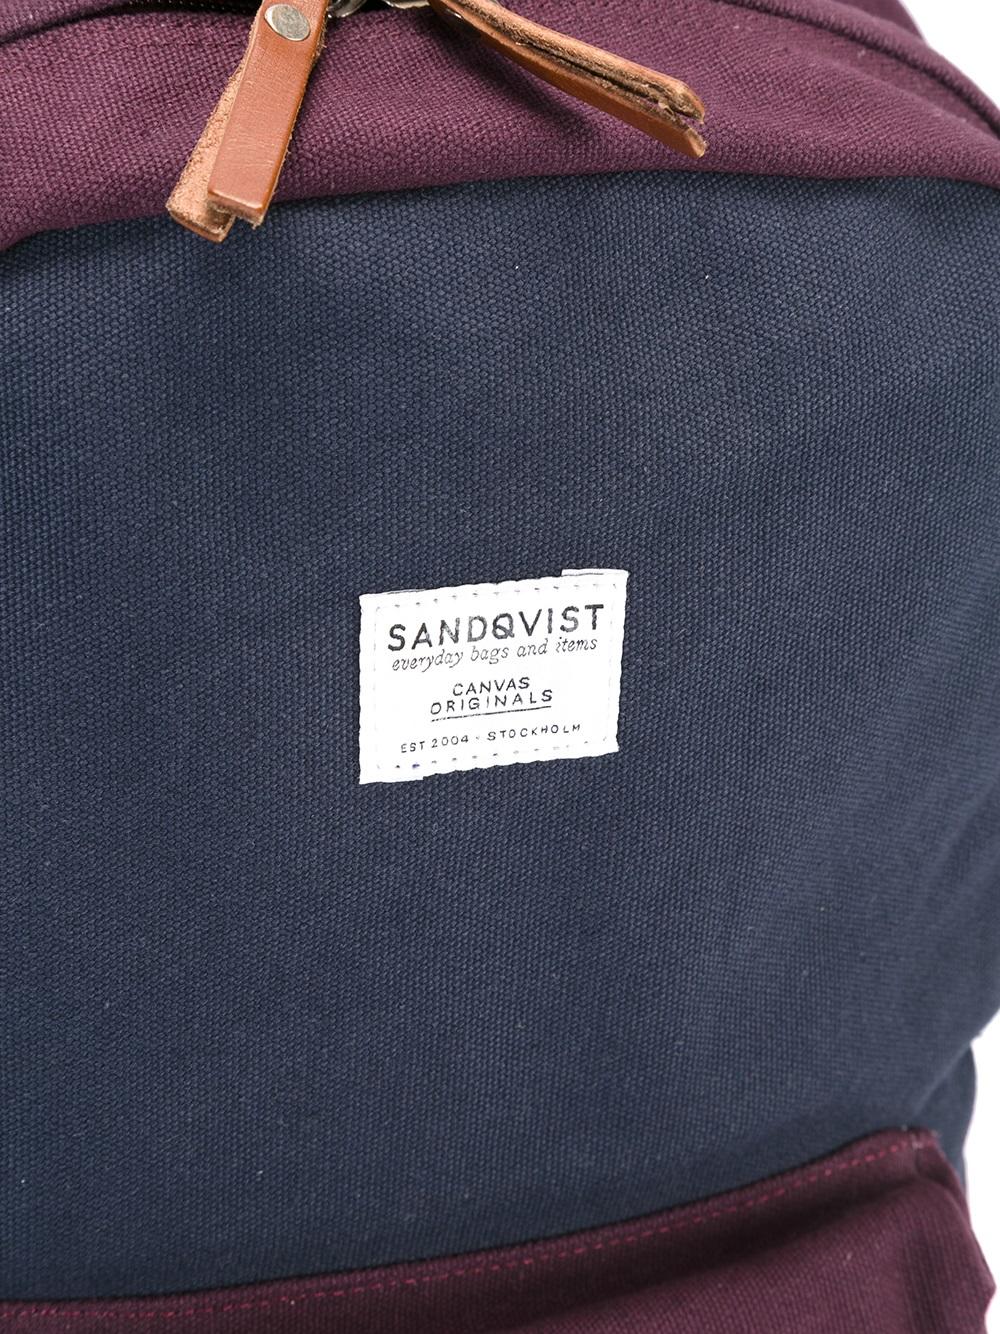 SANDQVIST
everyday bags and items
CANVAS
ORIGINALS
EST 2004 - STOCKHOLM